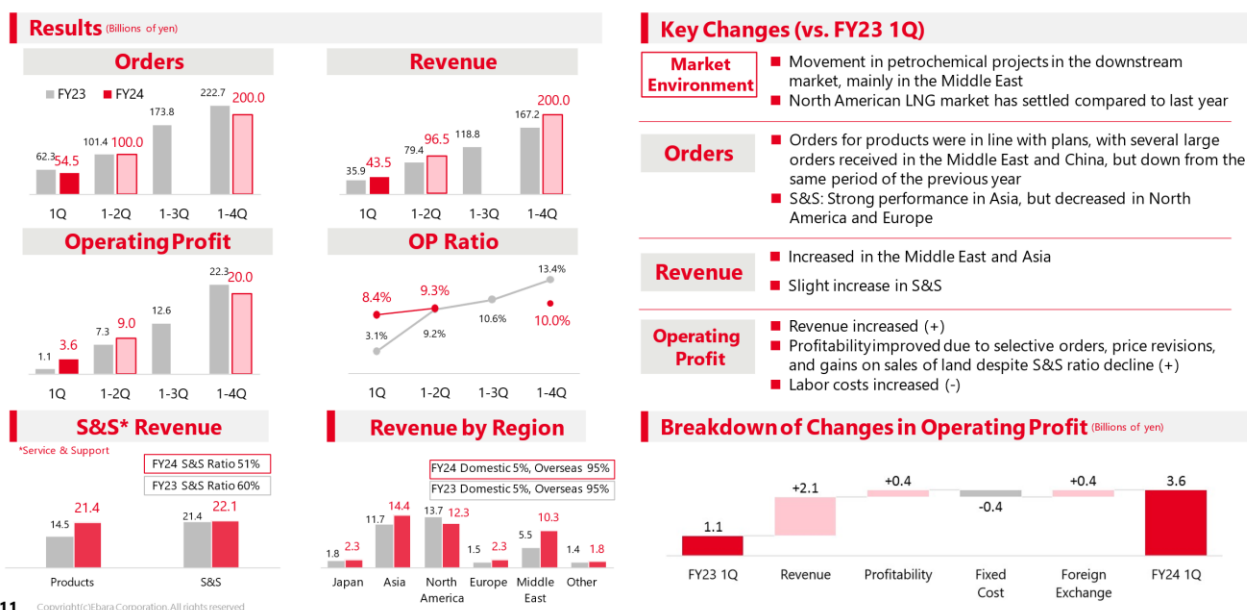 Results (Billions of yen)
Orders
FY23 FY24
62.3 54.5 101.4 100.0 173.8 222.7 200.0
1Q 1-2Q 1-3Q 1-4Q
Revenue
35.9 43.5 79.4 96.5 118.8 167.2 200.0
1Q 1-2Q 1-3Q 1-4Q
Operating Profit
1.1 3.6 7.3 9.0 12.6 22.3 20.0
1Q 1-2Q 1-3Q 1-4Q
OP Ratio
8.4% 9.3% 13.4%
3.1% 9.2% 10.6% 10.0%
1Q 1-2Q 1-3Q 1-4Q
S&S* Revenue
*Service & Support
FY24 S&S Ratio 51%
FY23 S&S Ratio 60%
14.5 21.4 21.4 22.1
Products S&S
Revenue by Region
FY24 Domestic 5%, Overseas 95%
FY23 Domestic 5%, Overseas 95%
1.8 2.3 11.7 14.4 13.7 12.3 1.5 2.3 5.5 10.3 1.4 1.8
Japan Asia North Europe Middle Other
America East
Key Changes (vs. FY23 1Q)
Market
Environment
Movement in petrochemical projects in the downstream
market, mainly in the Middle East
North American LNG market has settled compared to last year
Orders
Orders for products were in line with plans, with several large
orders received in the Middle East and China, but down from the
same period of the previous year
S&S: Strong performance in Asia, but decreased in North
America and Europe
Revenue
Increased in the Middle East and Asia
Slight increase in S&S
Operating
Profit
Revenue increased (+)
Profitability improved due to selective orders, price revisions,
and gains on sales of land despite S&S ratio decline (+)
Labor costs increased (-)
Breakdown of Changes in Operating Profit (Billions of yen)
1.1 +2.1 +0.4 -0.4 +0.4 3.6
FY23 1Q Revenue Profitability Fixed Foreign FY24 1Q
Cost Exchange
11 Copyright(c)Ebara Corporation. All rights reserved